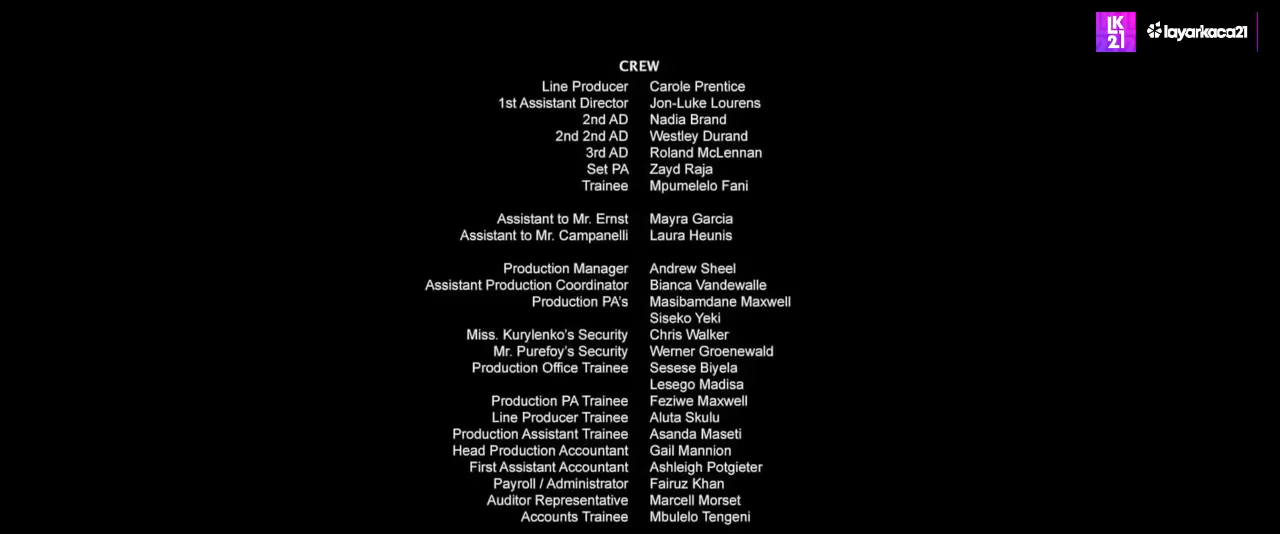 LK
21
layarkaca21
CREW
Line Producer Carole Prentice
1st Assistant Director Jon-Luke Lourens
2nd AD Nadia Brand
2nd 2nd AD Westley Durand
3rd AD Roland McLennan
Set PA Zayd Raja
Trainee Mpumelelo Fani
Assistant to Mr. Ernst Mayra Garcia
Assistant to Mr. Campanelli Laura Heunis
Production Manager Andrew Sheel
Assistant Production Coordinator Bianca Vandewalle
Production PA's Masibamdane Maxwell
Siseko Yeki
Miss. Kurylenko's Security Chris Walker
Mr. Purefoy's Security Werner Groenewald
Production Office Trainee Sesese Biyela
Lesego Madisa
Production PA Trainee Feziwe Maxwell
Line Producer Trainee Aluta Skulu
Production Assistant Trainee Asanda Maseti
Head Production Accountant Gail Mannion
First Assistant Accountant Ashleigh Potgieter
Payroll / Administrator Fairuz Khan
Auditor Representative Marcell Morset
Accounts Trainee Mbulelo Tengeni